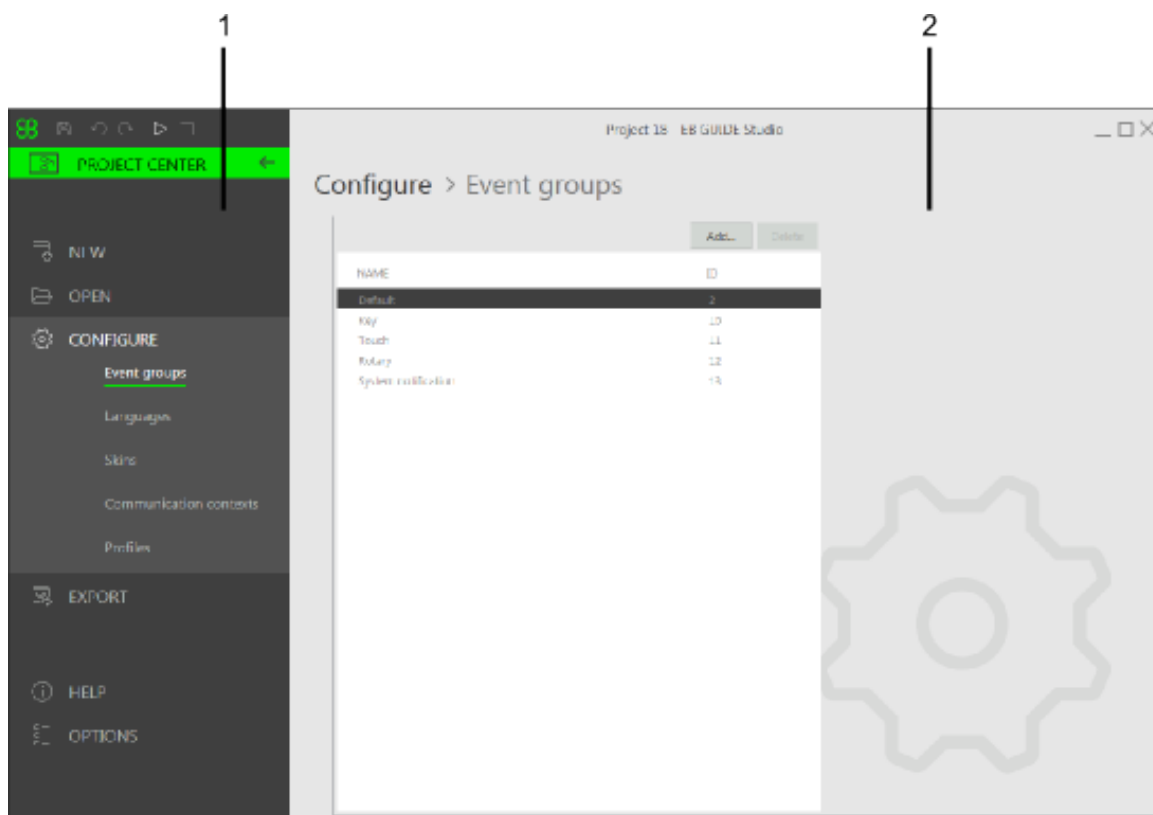 1 2
Project 18 - EB GUIDE Studio
PROJECT CENTER
Configure > Event groups
Add... Delete
NEW
NAME ID
OPEN
Default 2
Key 10
CONFIGURE
Touch 11
Rotary 12
Event groups
System notification 13
Languages
Skins
Communication contexts
Profiles
EXPORT
HELP
OPTIONS